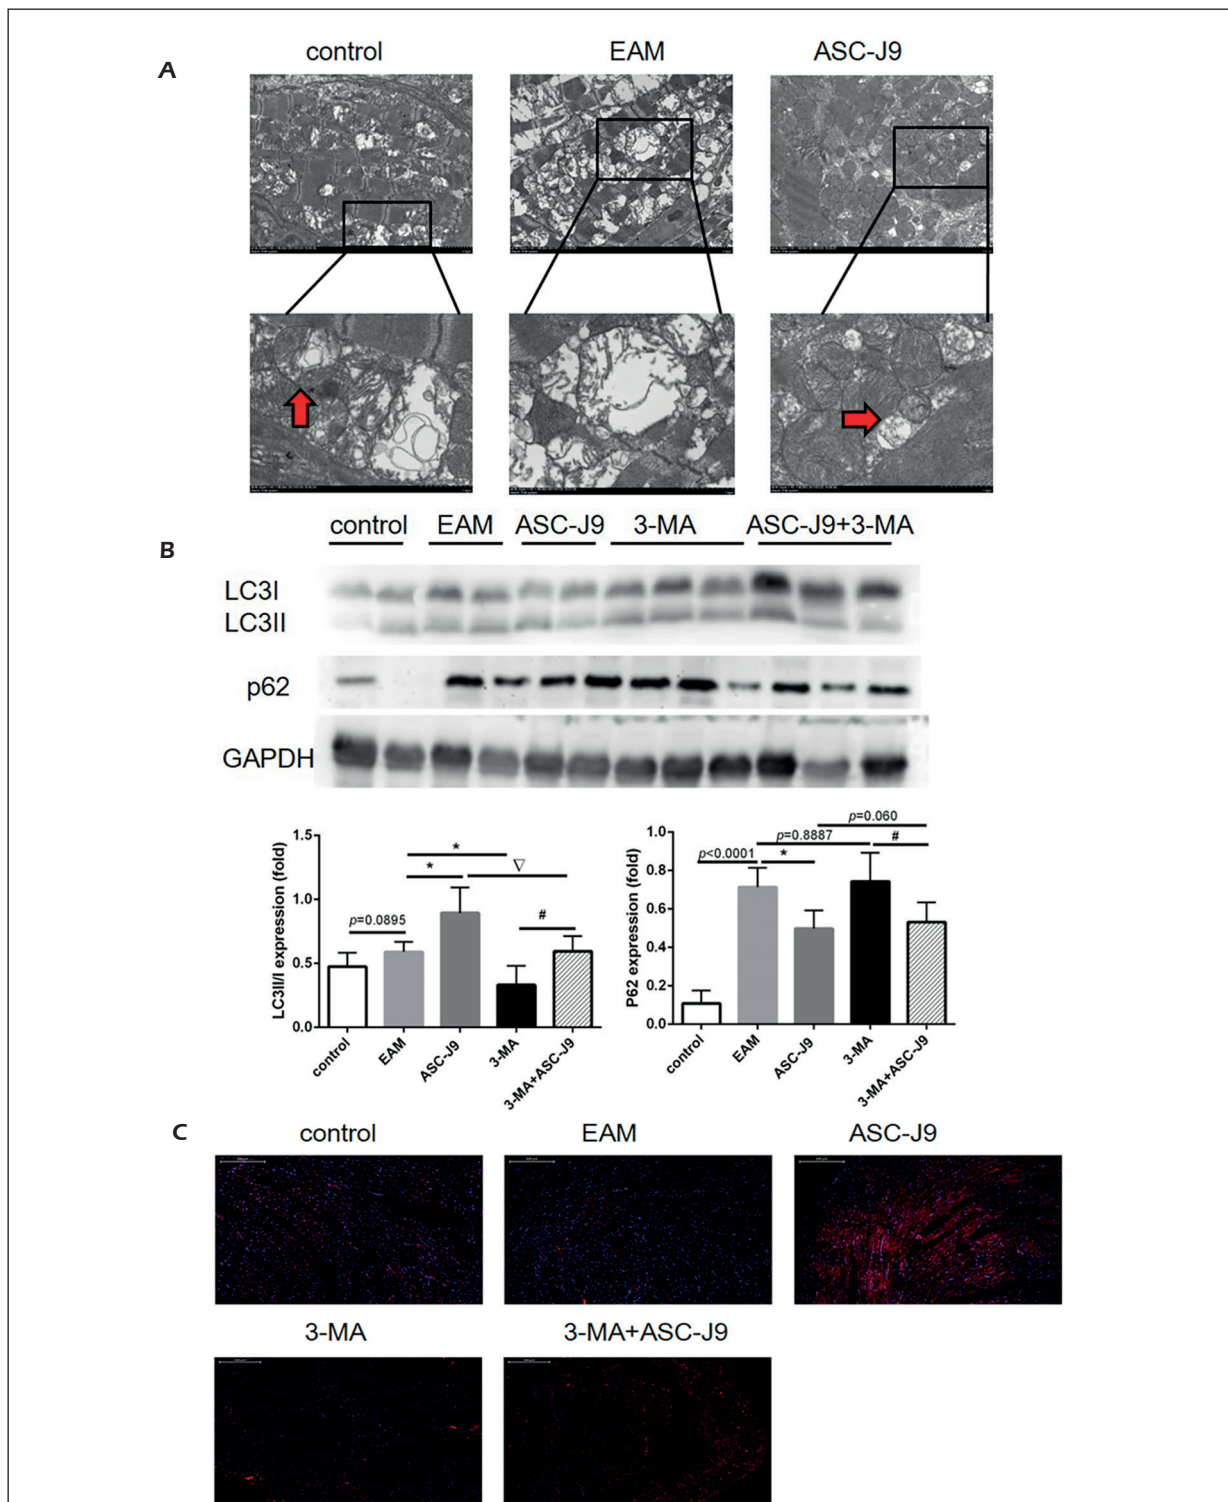 A
control EAM ASC-J9
B
control EAM ASC-J9 3-MA ASC-J9+3-MA
LC3I
LC3II
p62
GAPDH
LC3II/I expression (fold)
1.5
1.0
0.5
0.0
p=0.0895
*
*
▽
#
control EAM ASC-J9 3-MA 3-MA+ASC-J9
P62 expression (fold)
1.0
0.8
0.6
0.4
0.2
0.0
p<0.0001
p=0.8887
*
p=0.060
#
control EAM ASC-J9 3-MA 3-MA+ASC-J9
C
control EAM ASC-J9
3-MA 3-MA+ASC-J9